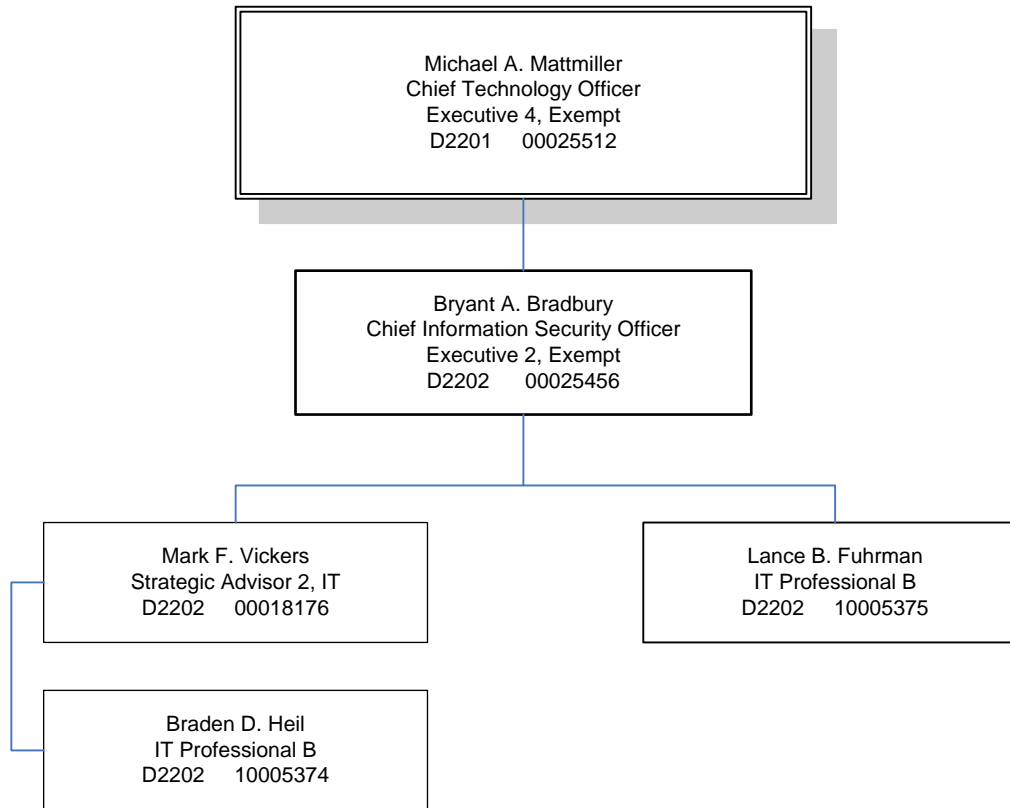 Michael A. Mattmiller
Chief Technology Officer
Executive 4, Exempt
D2201 00025512
Bryant A. Bradbury
Chief Information Security Officer
Executive 2, Exempt
D2202 00025456
Mark F. Vickers
Strategic Advisor 2, IT
D2202 00018176
Lance B. Fuhrman
IT Professional B
D2202 10005375
Braden D. Heil
IT Professional B
D2202 10005374